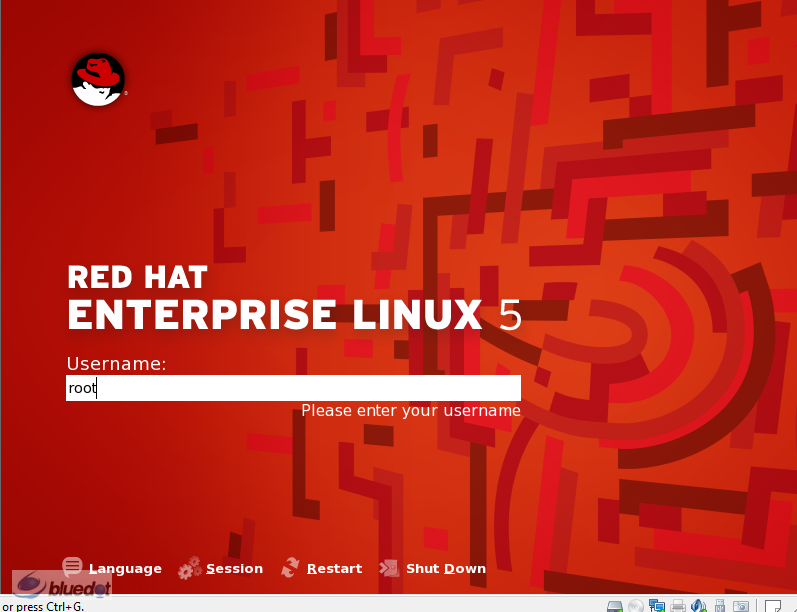 RED HAT
ENTERPRISE LINUX 5
Username:
root
Please enter your username
Language Session Restart Shut Down
bluedot
or press Ctrl+G.